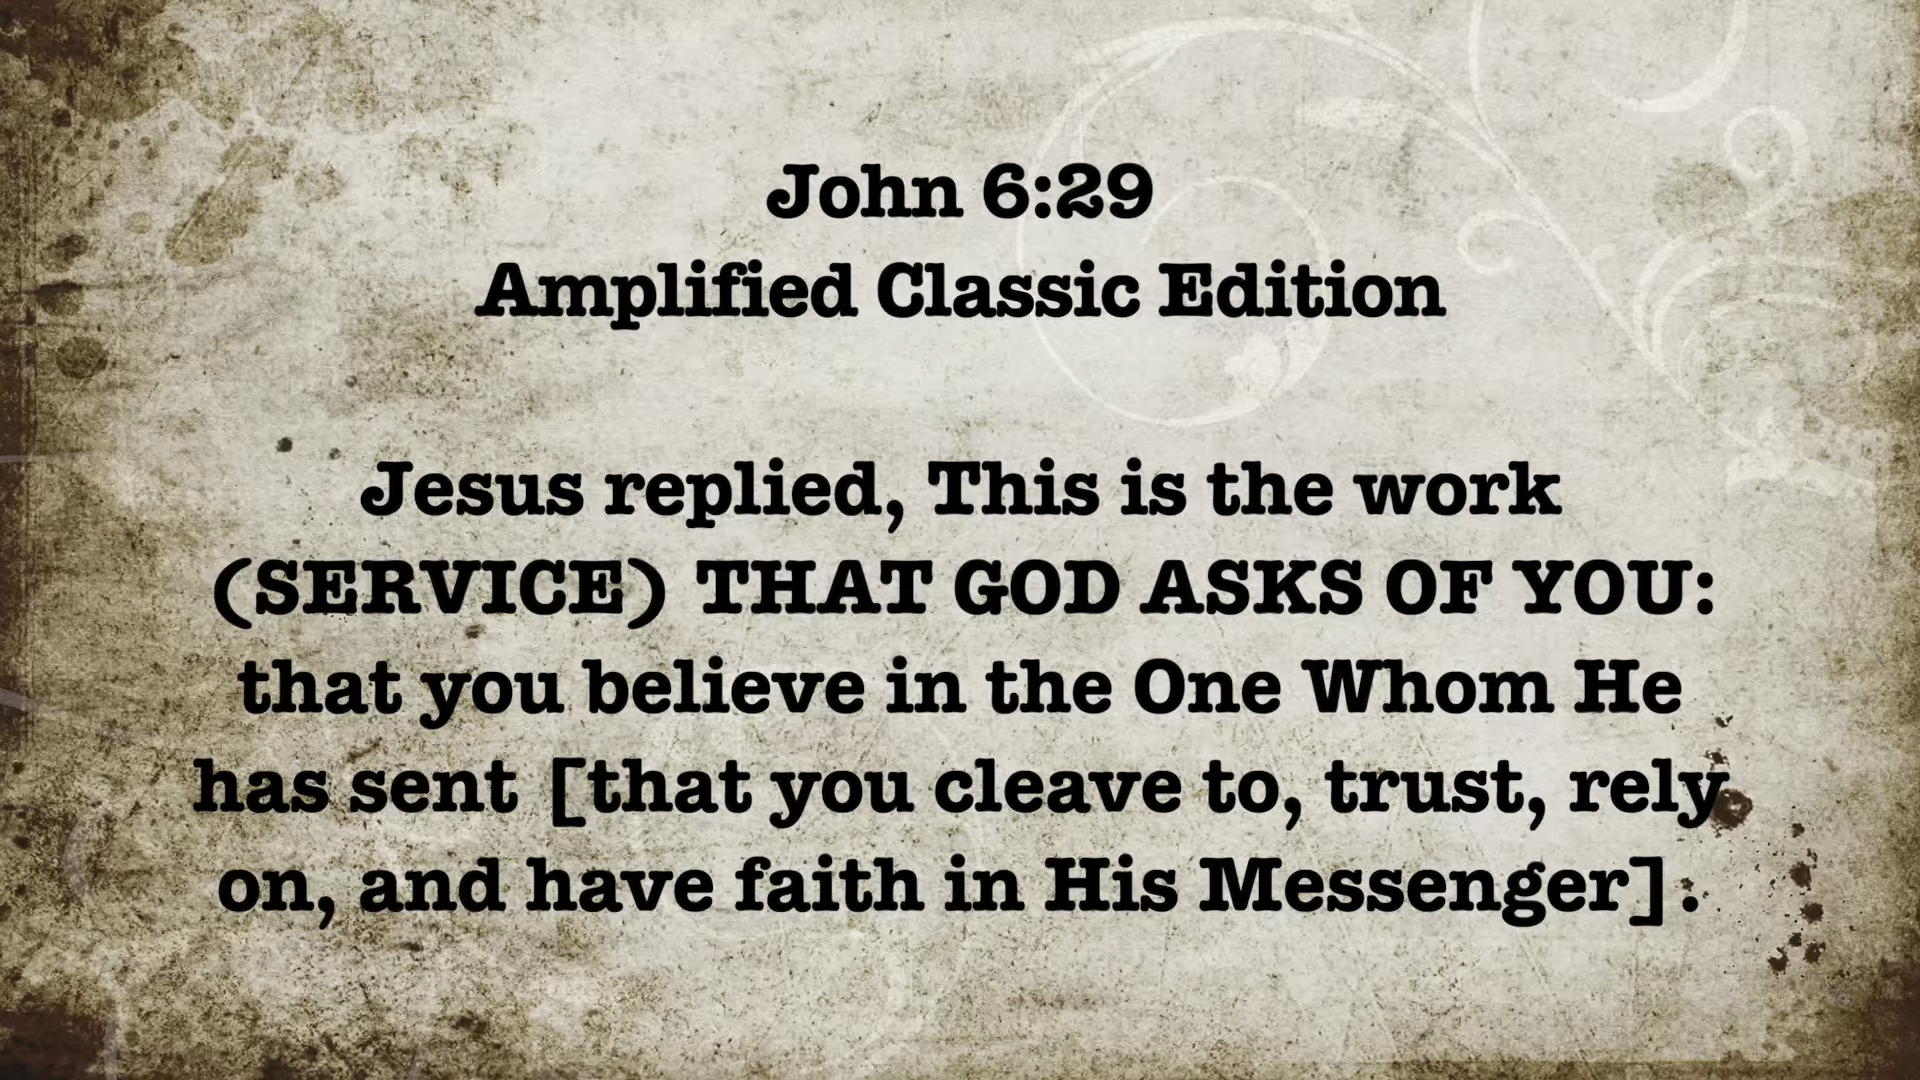 John 6:29
Amplified Classic Edition
Jesus replied, This is the work
(SERVICE) THAT GOD ASKS OF YOU:
that you believe in the One Whom He
has sent [that you cleave to, trust, rely
on, and have faith in His Messenger].